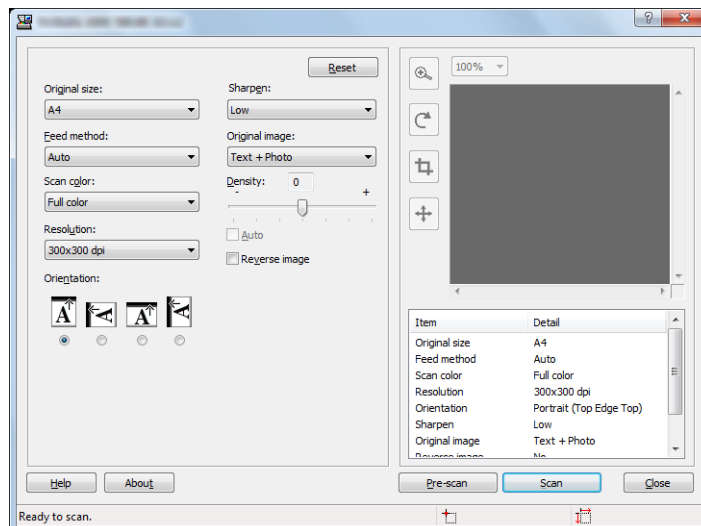 Reset
Original size:
A4
Feed method:
Auto
Scan color:
Full color
Resolution:
300x300 dpi
Orientation:
A A A A
Sharpen:
Low
Original image:
Text + Photo
Density: 0
- +
Auto
Reverse image
100%
Item Detail
Original size A4
Feed method Auto
Scan color Full color
Resolution 300x300 dpi
Orientation Portrait (Top Edge Top)
Sharpen Low
Original image Text + Photo
Reverse image No
Help About Pre-scan Scan Close
Ready to scan.